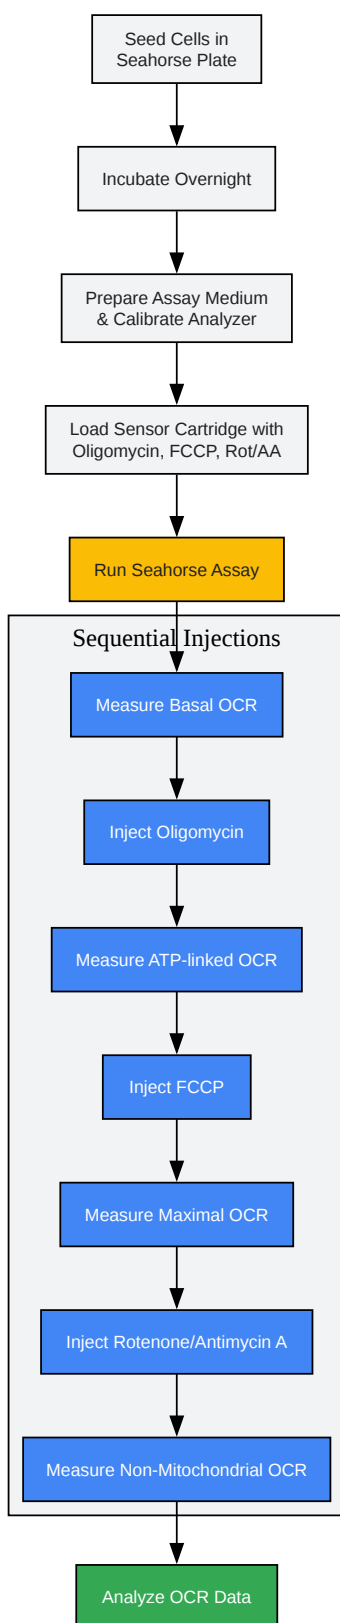 Seed Cells in
Seahorse Plate
Incubate Overnight
Prepare Assay Medium
& Calibrate Analyzer
Load Sensor Cartridge with
Oligomycin, FCCP, Rot/AA
Run Seahorse Assay
Sequential Injections
Measure Basal OCR
Inject Oligomycin
Measure ATP-linked OCR
Inject FCCP
Measure Maximal OCR
Inject Rotenone/Antimycin A
Measure Non-Mitochondrial OCR
Analyze OCR Data